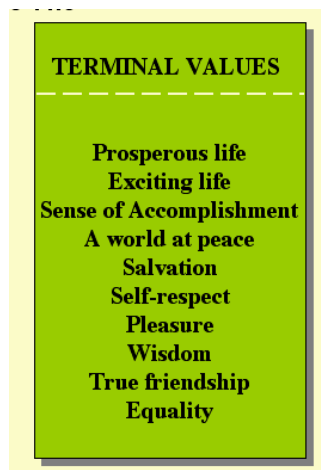 TERMINAL VALUES
Prosperous life
Exciting life
Sense of Accomplishment
A world at peace
Salvation
Self-respect
Pleasure
Wisdom
True friendship
Equality